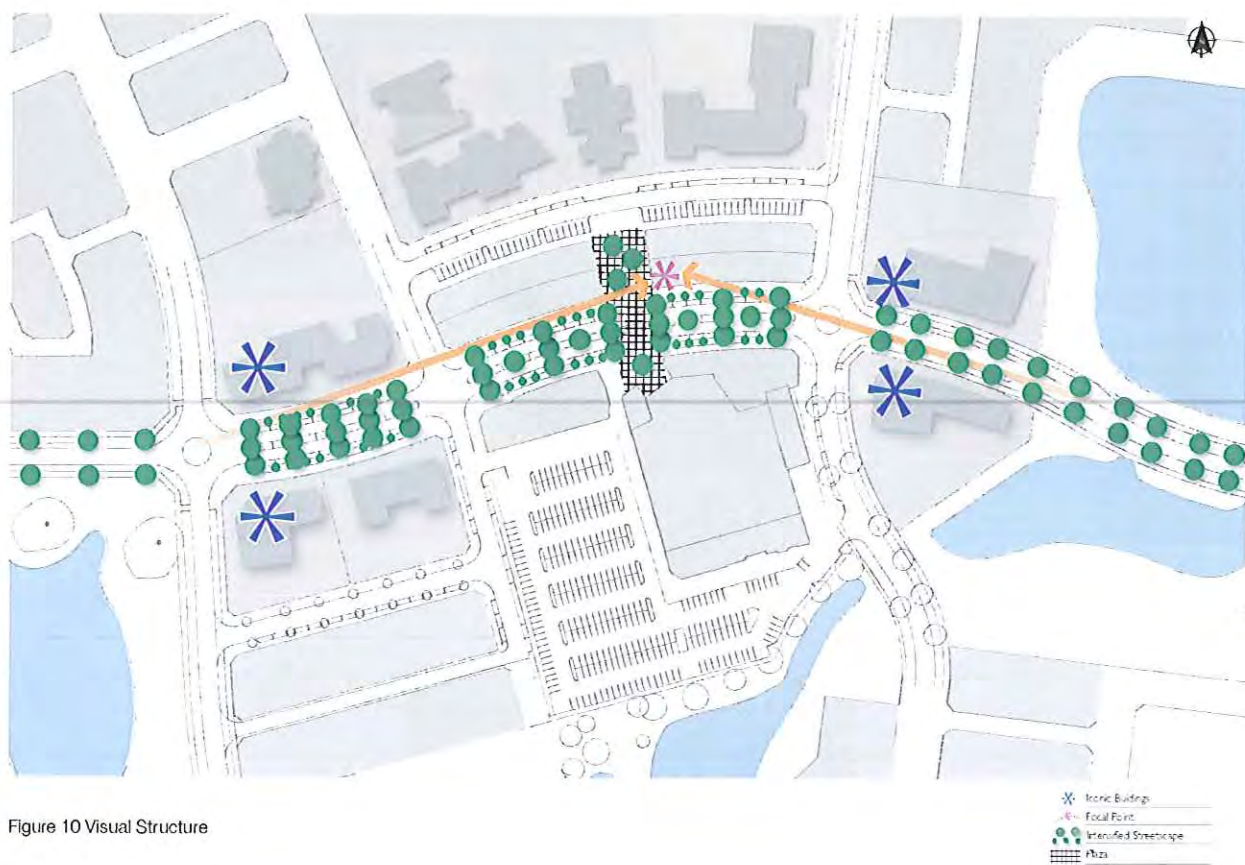 Iconic Buildings
Focal Point
Intensified Streetscape
Plaza
Figure 10 Visual Structure